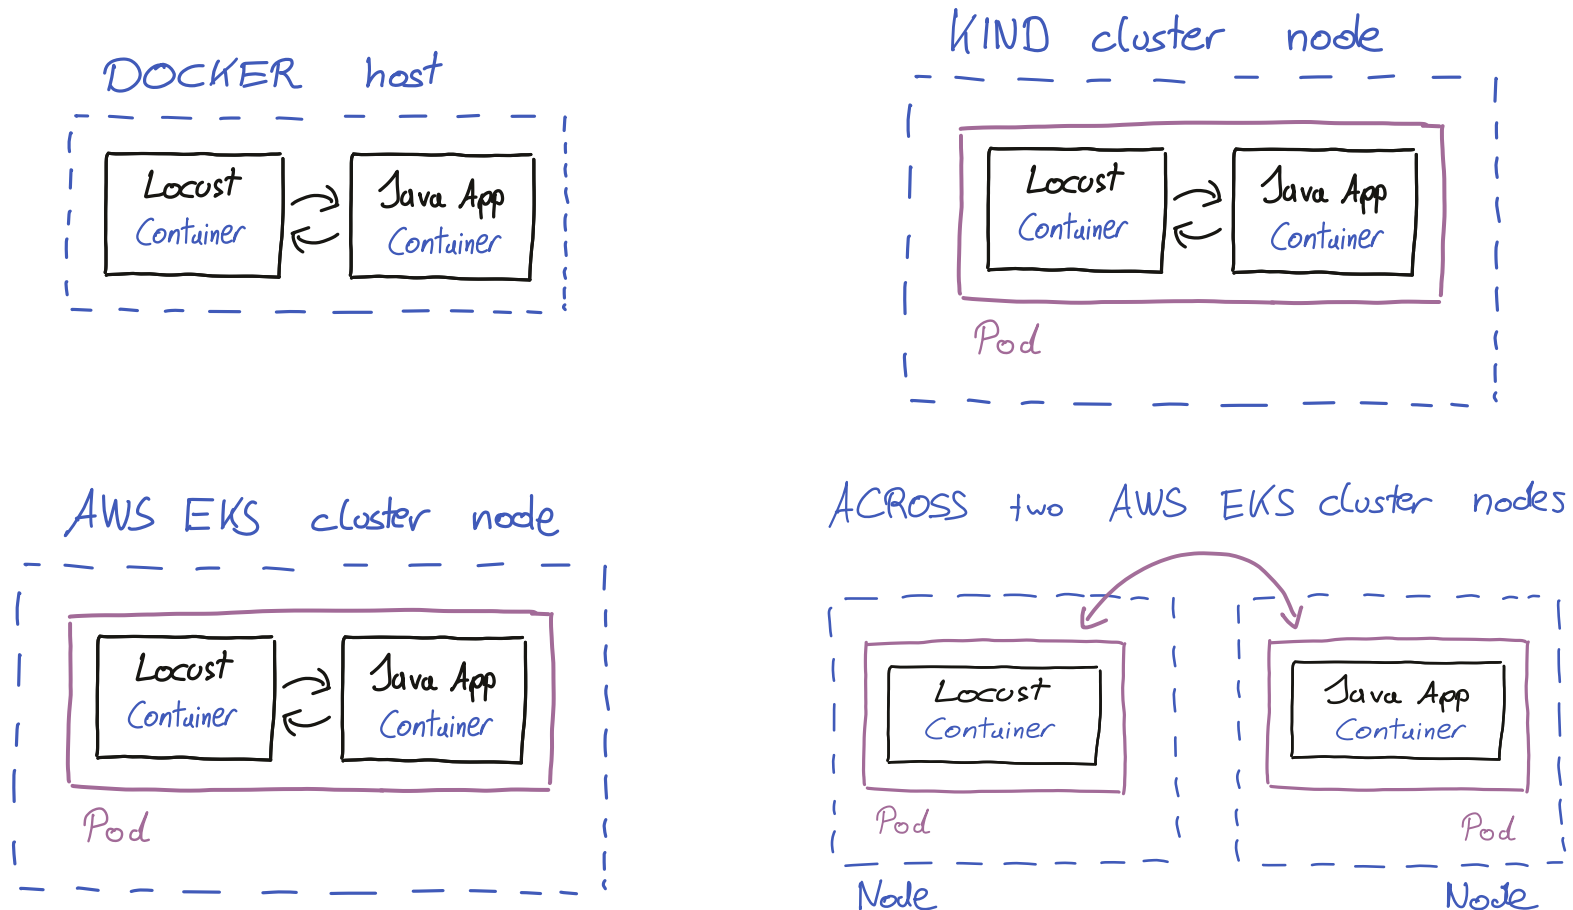 DOCKER host
Locust
Container
Java App
Container
KIND cluster node
Locust
Container
Java App
Container
Pod
AWS EKS cluster node
Locust
Container
Java App
Container
Pod
ACROSS two AWS EKS cluster nodes
Locust
Container
Pod
Node
Java App
Container
Pod
Node